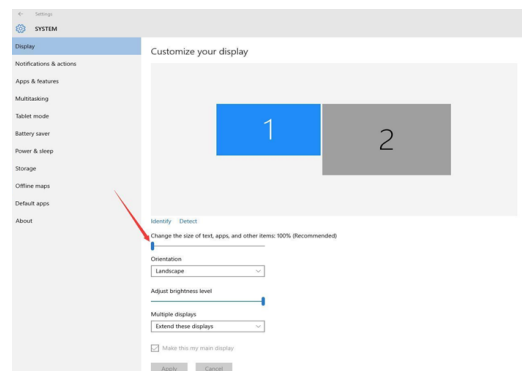 Settings
SYSTEM
Display
Notifications & actions
Apps & features
Multitasking
Tablet mode
Battery saver
Power & sleep
Storage
Offline maps
Default apps
About
Customize your display
1
2
Identify Detect
Change the size of text, apps, and other items: 100% (Recommended)
Orientation
Landscape
Adjust brightness level
Multiple displays
Extend these displays
Make this my main display
Apply Cancel